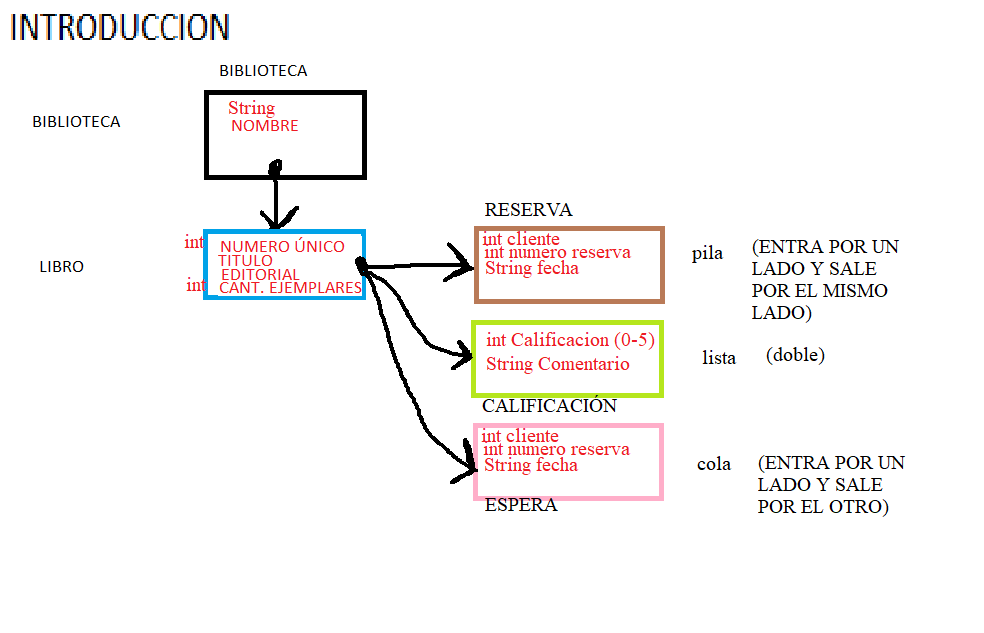 INTRODUCCION
BIBLIOTECA
BIBLIOTECA
String
NOMBRE
LIBRO
int
NUMERO ÚNICO
TITULO
EDITORIAL
int
CANT. EJEMPLARES
RESERVA
int cliente
int numero reserva
String fecha
pila
(ENTRA POR UN
LADO Y SALE
POR EL MISMO
LADO)
int Calificacion (0-5)
String Comentario
lista
(doble)
CALIFICACIÓN
int cliente
int numero reserva
String fecha
cola
(ENTRA POR UN
LADO Y SALE
POR EL OTRO)
ESPERA